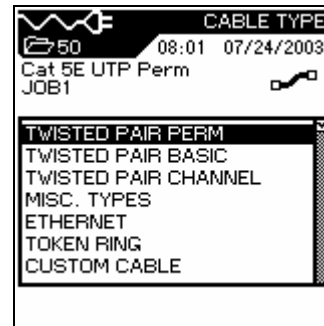 CABLE TYPE
50 08:01 07/24/2003
Cat 5E UTP Perm
JOB1
TWISTED PAIR PERM
TWISTED PAIR BASIC
TWISTED PAIR CHANNEL
MISC. TYPES
ETHERNET
TOKEN RING
CUSTOM CABLE